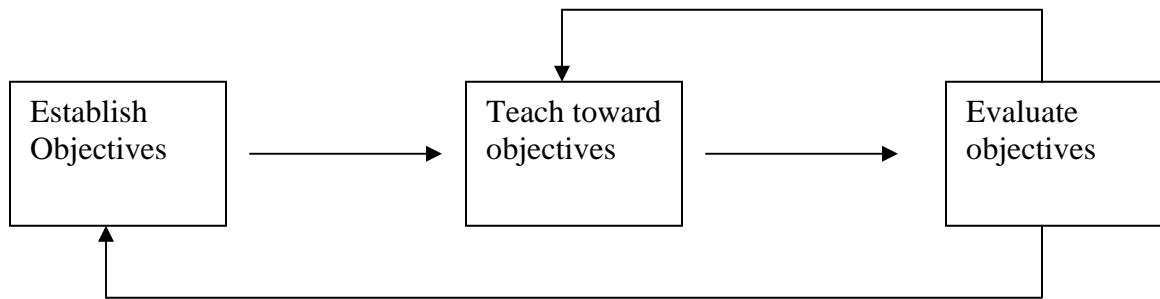 Establish
Objectives
Teach toward
objectives
Evaluate
objectives